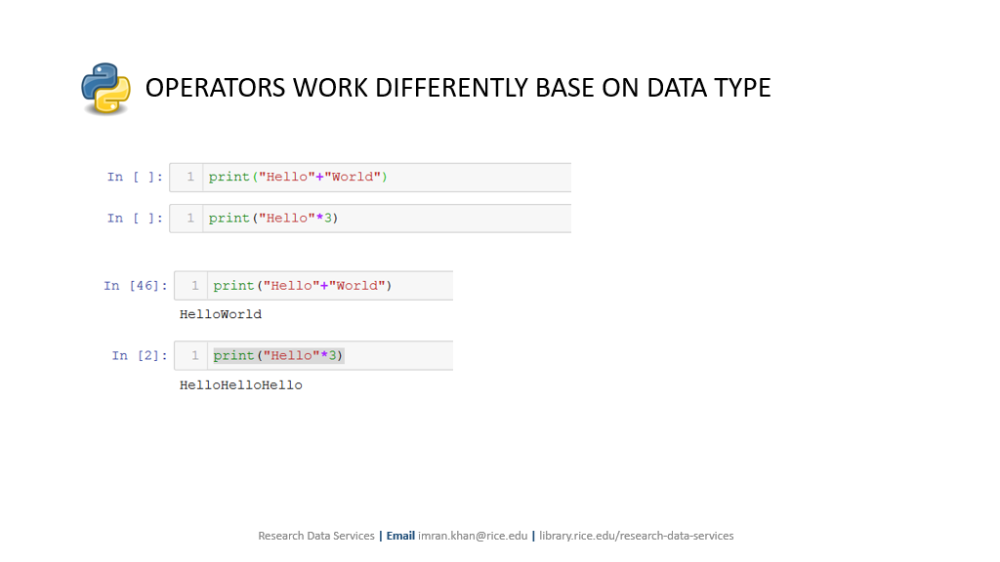 OPERATORS WORK DIFFERENTLY BASE ON DATA TYPE
In [ ]: 1 print("Hello"+"World")
In [ ]: 1 print("Hello"*3)
In [46]: 1 print("Hello"+"World")
HelloWorld
In [2]: 1 print("Hello"*3)
HelloHelloHello
Research Data Services | Email imran.khan@rice.edu | library.rice.edu/research-data-services